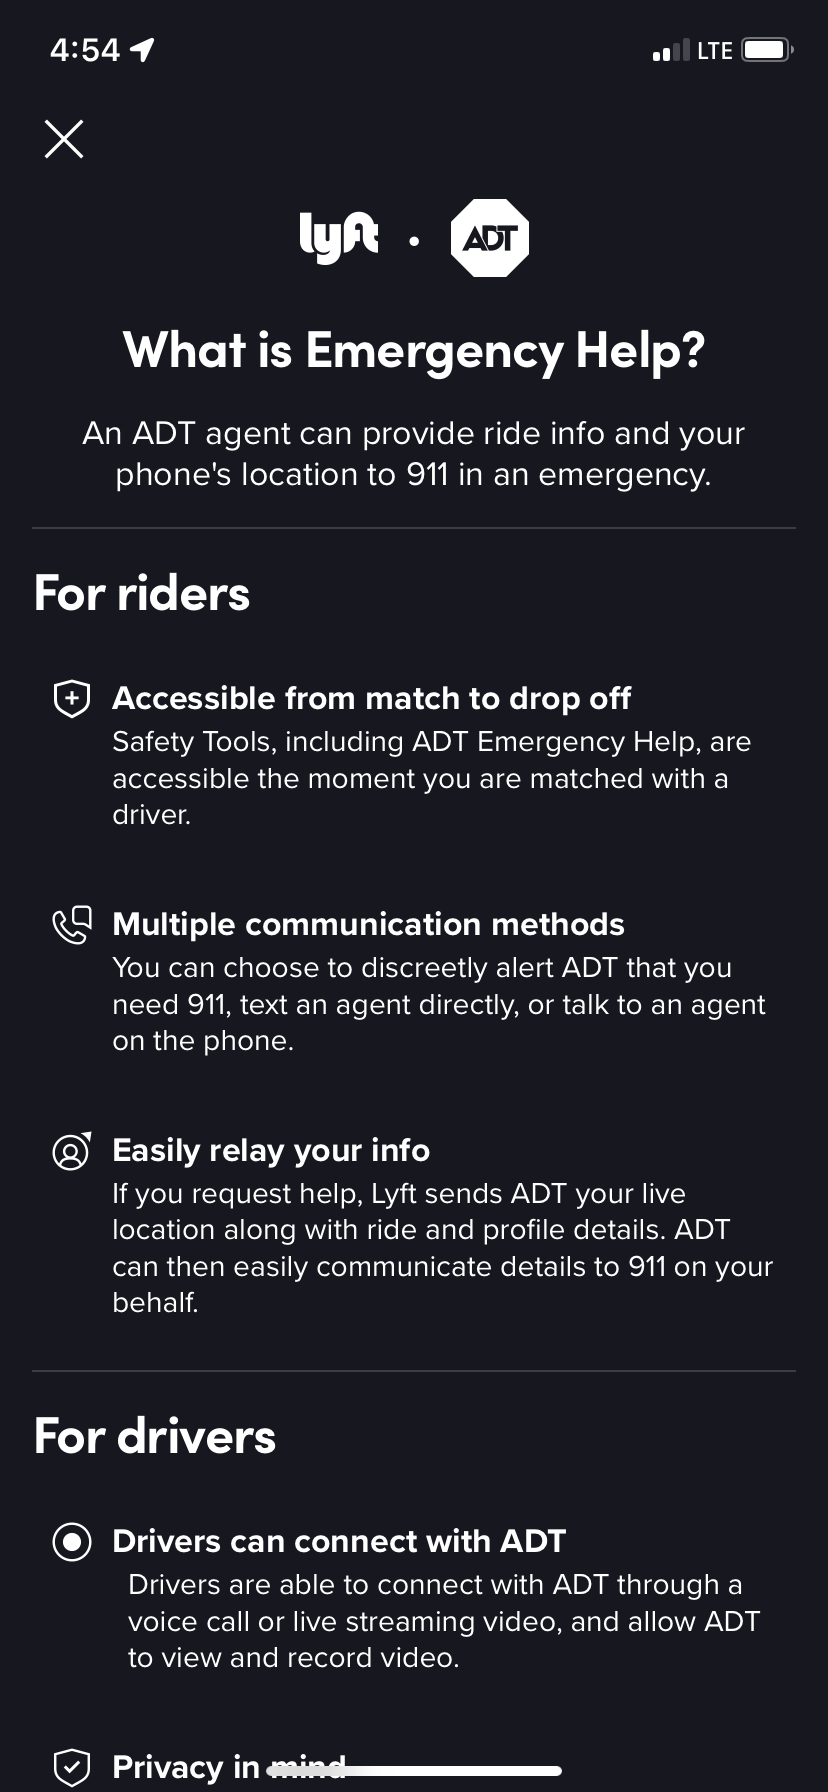 4:54
LTE
lyft · ADT
What is Emergency Help?
An ADT agent can provide ride info and your
phone's location to 911 in an emergency.
For riders
Accessible from match to drop off
Safety Tools, including ADT Emergency Help, are
accessible the moment you are matched with a
driver.
Multiple communication methods
You can choose to discreetly alert ADT that you
need 911, text an agent directly, or talk to an agent
on the phone.
Easily relay your info
If you request help, Lyft sends ADT your live
location along with ride and profile details. ADT
can then easily communicate details to 911 on your
behalf.
For drivers
Drivers can connect with ADT
Drivers are able to connect with ADT through a
voice call or live streaming video, and allow ADT
to view and record video.
Privacy in mind